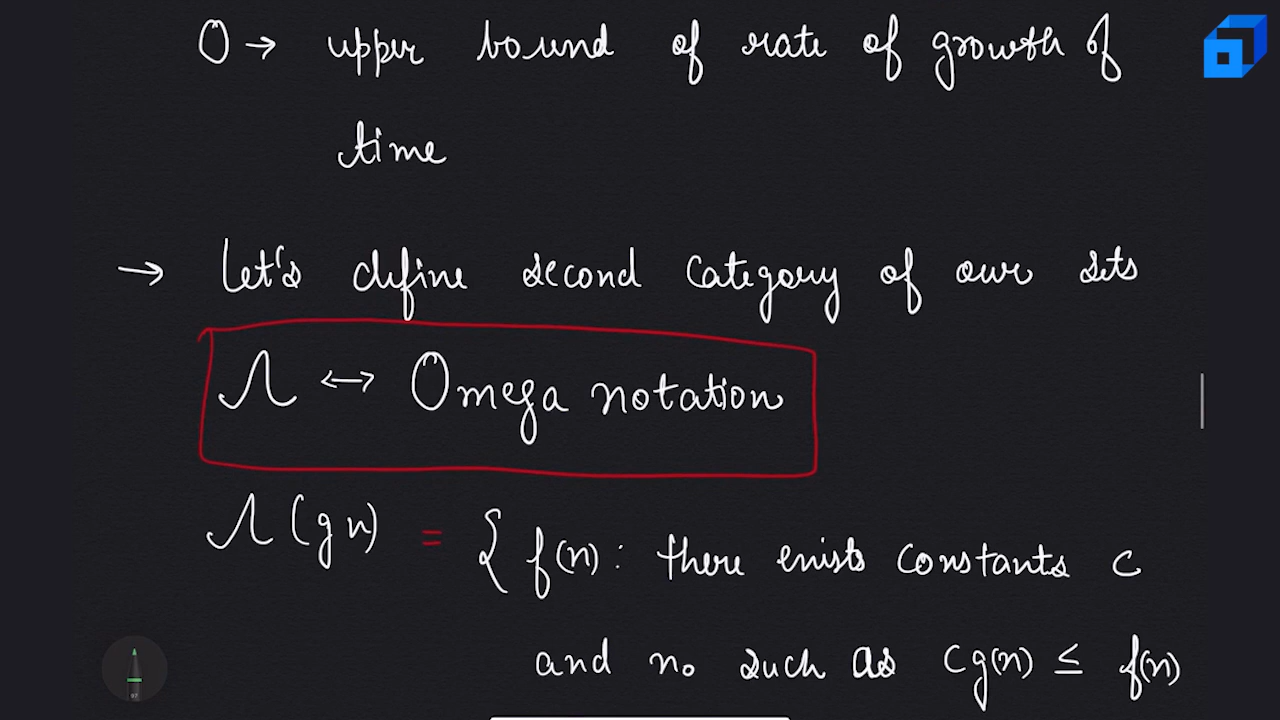 O → upper bound of rate of growth of
time
→ Let's define second category of our sets
Ω ↔ Omega notation
Ω(gn) = { f(n) : there exists constants c
and n₀ such as cg(n) ≤ f(n)
97